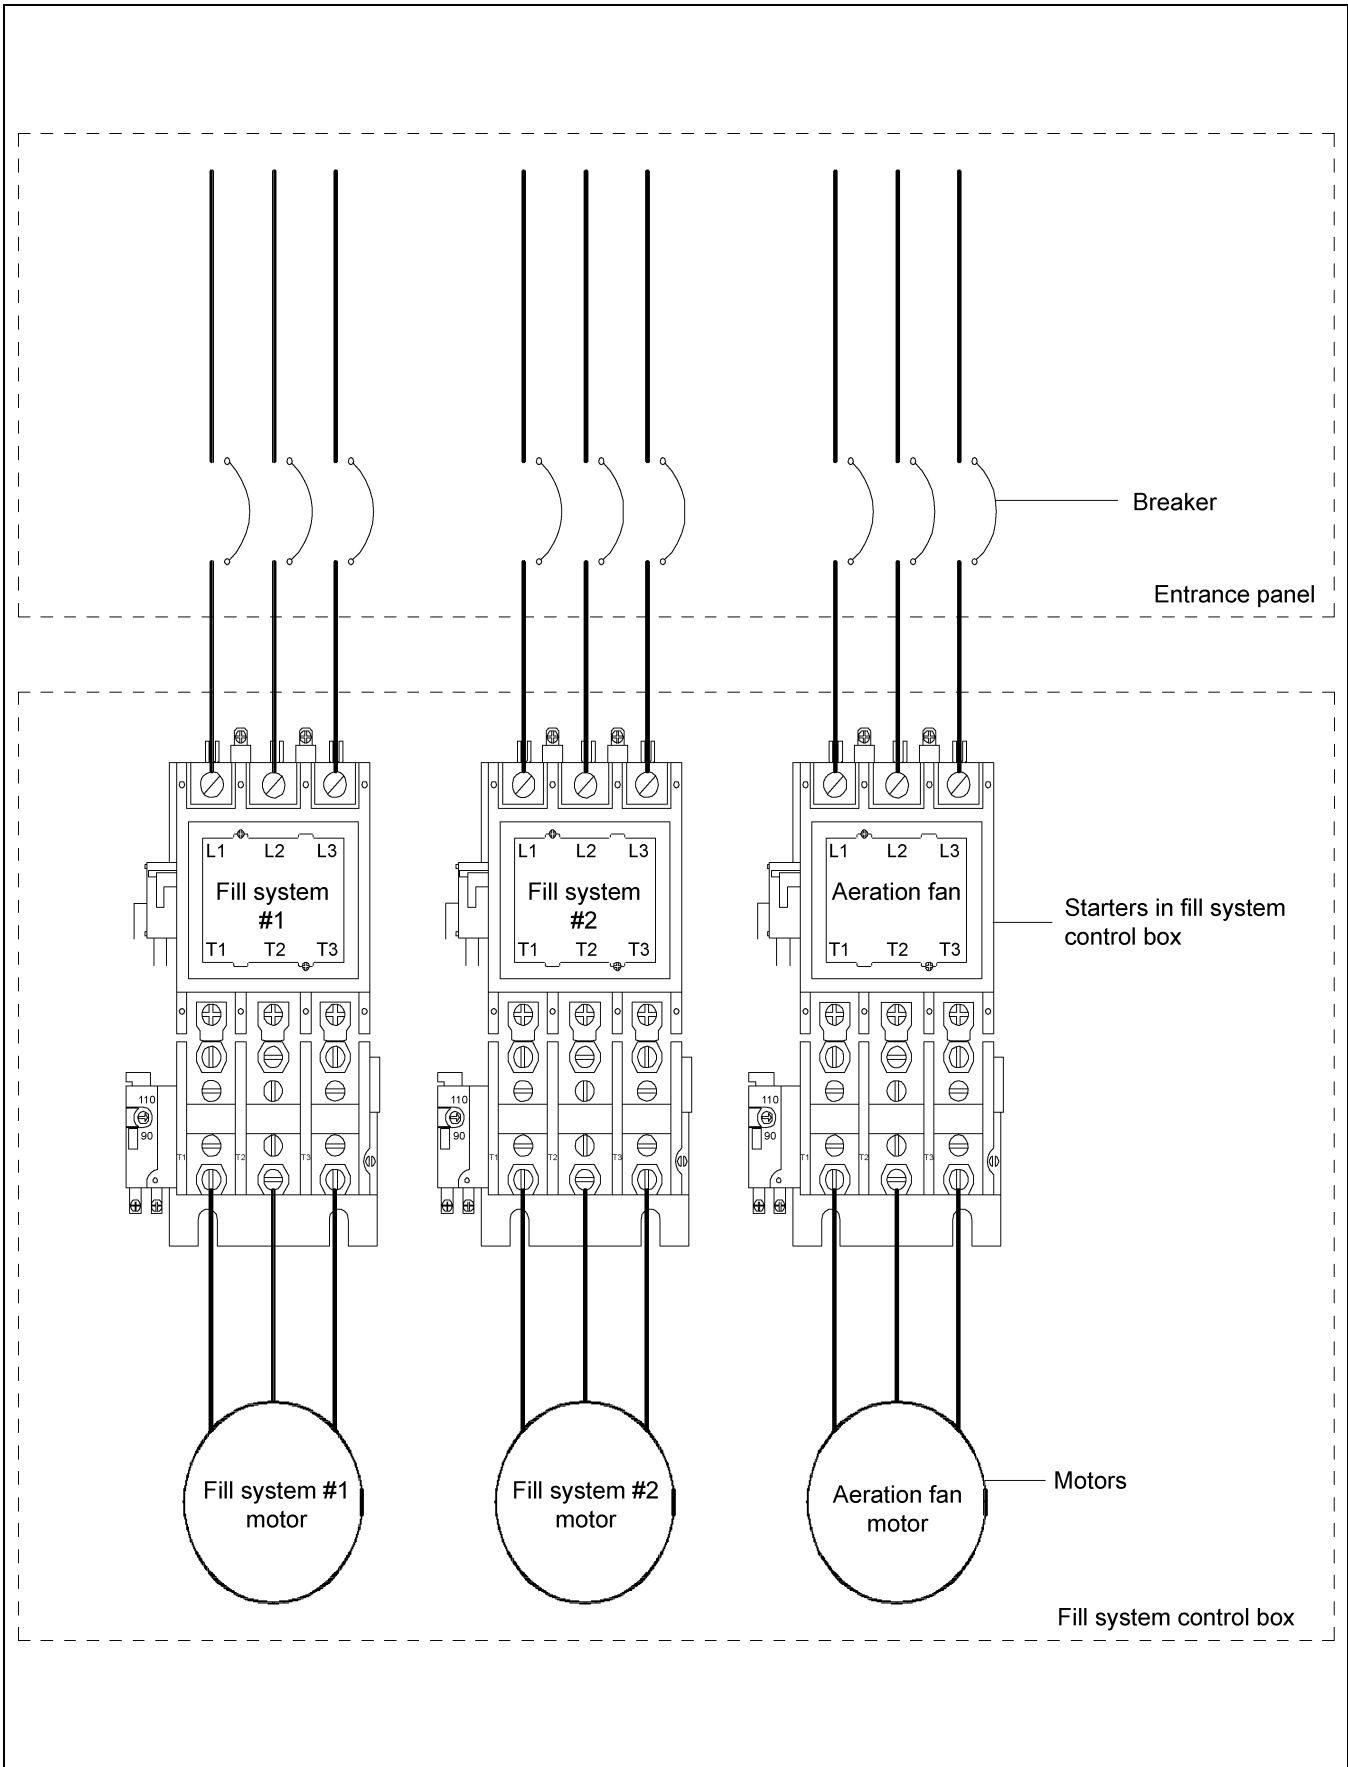 Breaker
Entrance panel
L1 L2 L3
Fill system
#1
T1 T2 T3
L1 L2 L3
Fill system
#2
T1 T2 T3
L1 L2 L3
Aeration fan
T1 T2 T3
Starters in fill system
control box
110
90
T1 T2 T3
110
90
T1 T2 T3
110
90
T1 T2 T3
Fill system #1
motor
Fill system #2
motor
Aeration fan
motor
Motors
Fill system control box